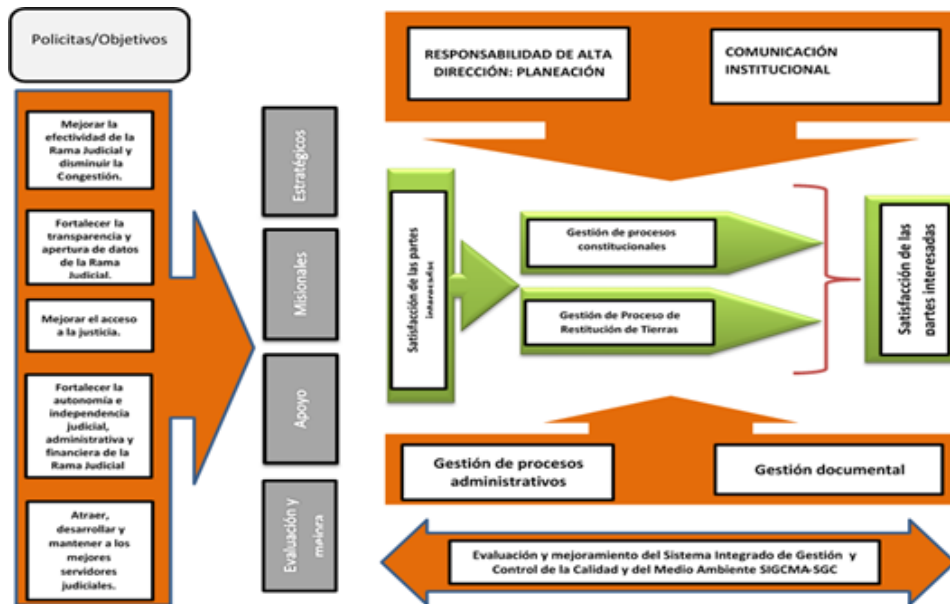 Policitas/Objetivos
Mejorar la
efectividad de la
Rama Judicial y
disminuir la
Congestión.
Fortalecer la
transparencia y
apertura de datos
de la Rama
Judicial.
Mejorar el acceso
a la justicia.
Fortalecer la
autonomía e
independencia
judicial,
administrativa y
financiera de la
Rama Judicial
Atraer,
desarrollar y
mantener a los
mejores
servidores
judiciales.
Estratégicos
Misionales
Apoyo
Evaluación y
mejora
RESPONSABILIDAD DE ALTA
DIRECCIÓN: PLANEACIÓN
COMUNICACIÓN
INSTITUCIONAL
Satisfacción de las partes
interesadas
Gestión de procesos
constitucionales
Gestión de Proceso de
Restitución de Tierras
Satisfacción de las
partes interesadas
Gestión de procesos
administrativos
Gestión documental
Evaluación y mejoramiento del Sistema Integrado de Gestión y
Control de la Calidad y del Medio Ambiente SIGCMA-SGC